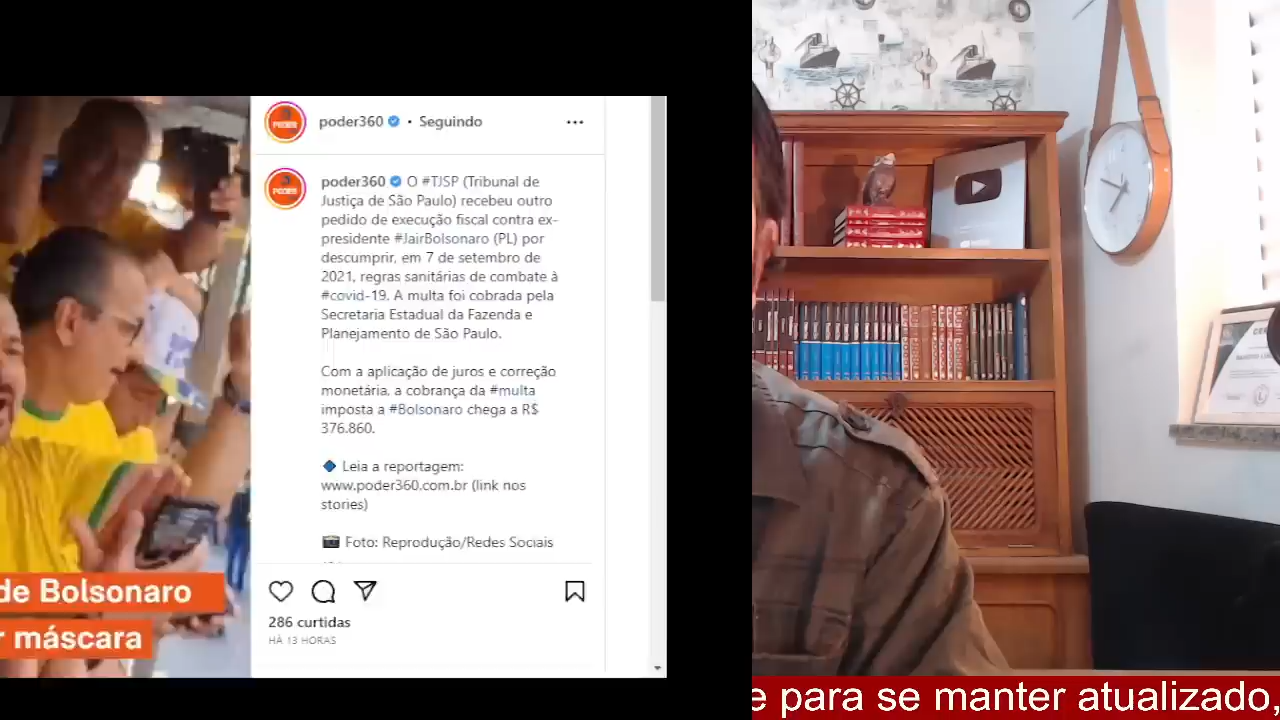 poder360 • Seguindo
poder360 O #TJSP (Tribunal de
Justiça de São Paulo) recebeu outro
pedido de execução fiscal contra ex-
presidente #JairBolsonaro (PL) por
descumprir, em 7 de setembro de
2021, regras sanitárias de combate à
#covid-19. A multa foi cobrada pela
Secretaria Estadual da Fazenda e
Planejamento de São Paulo.
Com a aplicação de juros e correção
monetária, a cobrança da #multa
imposta a #Bolsonaro chega a R$
376.860.
Leia a reportagem:
www.poder360.com.br (link nos
stories)
Foto: Reprodução/Redes Sociais
286 curtidas
HÁ 13 HORAS
de Bolsonaro
r máscara
e para se manter atualizado,